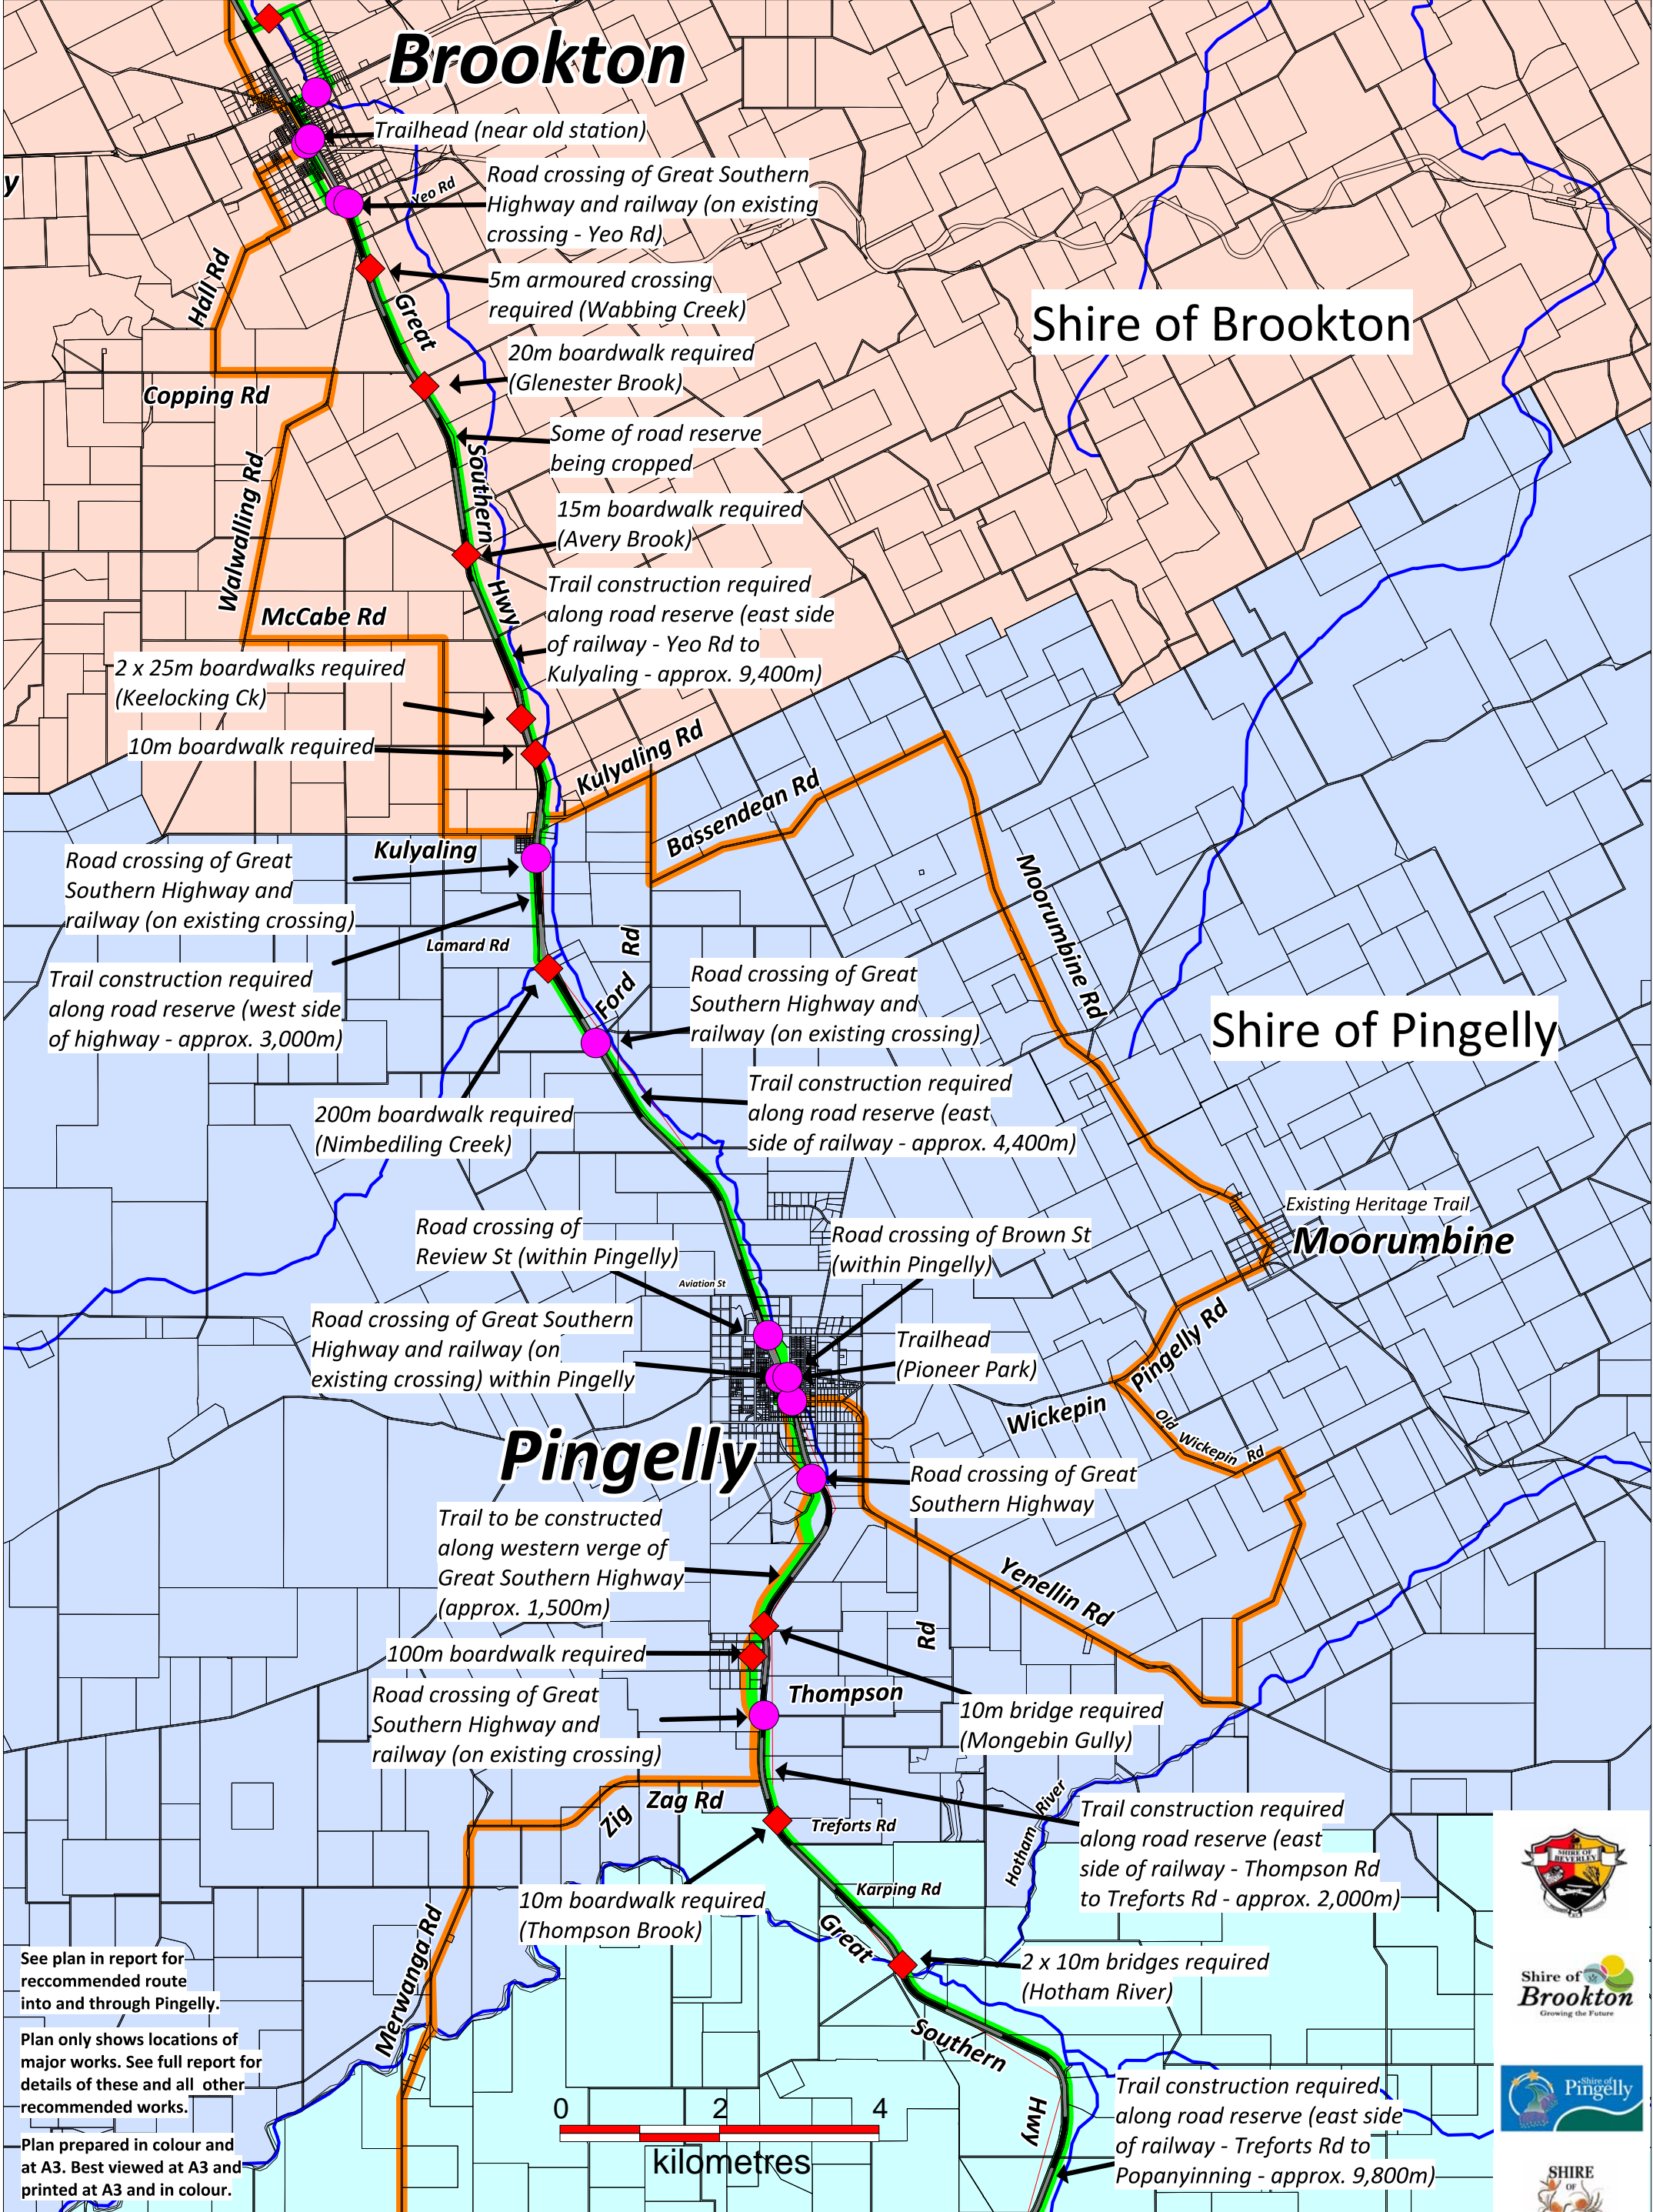 Brookton
Trailhead (near old station)
y
Yeo Rd
Road crossing of Great Southern
Highway and railway (on existing
crossing - Yeo Rd)
Hall Rd
5m armoured crossing
required (Wabbing Creek)
Great
Shire of Brookton
20m boardwalk required
(Glenester Brook)
Copping Rd
Some of road reserve
being cropped
Southern
Walwalling Rd
15m boardwalk required
(Avery Brook)
Hwy
Trail construction required
along road reserve (east side
of railway - Yeo Rd to
Kulyaling - approx. 9,400m)
McCabe Rd
2 x 25m boardwalks required
(Keelocking Ck)
10m boardwalk required
Kulyaling Rd
Bassendean Rd
Kulyaling
Road crossing of Great
Southern Highway and
railway (on existing crossing)
Moorumbine Rd
Lamard Rd
Ford Rd
Trail construction required
along road reserve (west side
of highway - approx. 3,000m)
Road crossing of Great
Southern Highway and
railway (on existing crossing)
Shire of Pingelly
Trail construction required
along road reserve (east
side of railway - approx. 4,400m)
200m boardwalk required
(Nimbediling Creek)
Existing Heritage Trail
Moorumbine
Road crossing of
Review St (within Pingelly)
Road crossing of Brown St
(within Pingelly)
Aviation St
Road crossing of Great Southern
Highway and railway (on
existing crossing) within Pingelly
Trailhead
(Pioneer Park)
Wickepin
Pingelly Rd
Old Wickepin Rd
Pingelly
Road crossing of Great
Southern Highway
Trail to be constructed
along western verge of
Great Southern Highway
(approx. 1,500m)
Yenellin Rd
100m boardwalk required
Thompson Rd
Road crossing of Great
Southern Highway and
railway (on existing crossing)
10m bridge required
(Mongebin Gully)
Zig Zag Rd
Treforts Rd
Hotham River
Trail construction required
along road reserve (east
side of railway - Thompson Rd
to Treforts Rd - approx. 2,000m)
Karping Rd
10m boardwalk required
(Thompson Brook)
Merwanga Rd
Great
2 x 10m bridges required
(Hotham River)
Southern
Hwy
See plan in report for
reccommended route
into and through Pingelly.
Plan only shows locations of
major works. See full report for
details of these and all other
recommended works.
Plan prepared in colour and
at A3. Best viewed at A3 and
printed at A3 and in colour.
0 2 4
kilometres
Trail construction required
along road reserve (east side
of railway - Treforts Rd to
Popanyinning - approx. 9,800m)
SHIRE OF
BEVERLEY
Shire of
Brookton
Growing the Future
Shire of
Pingelly
SHIRE
OF